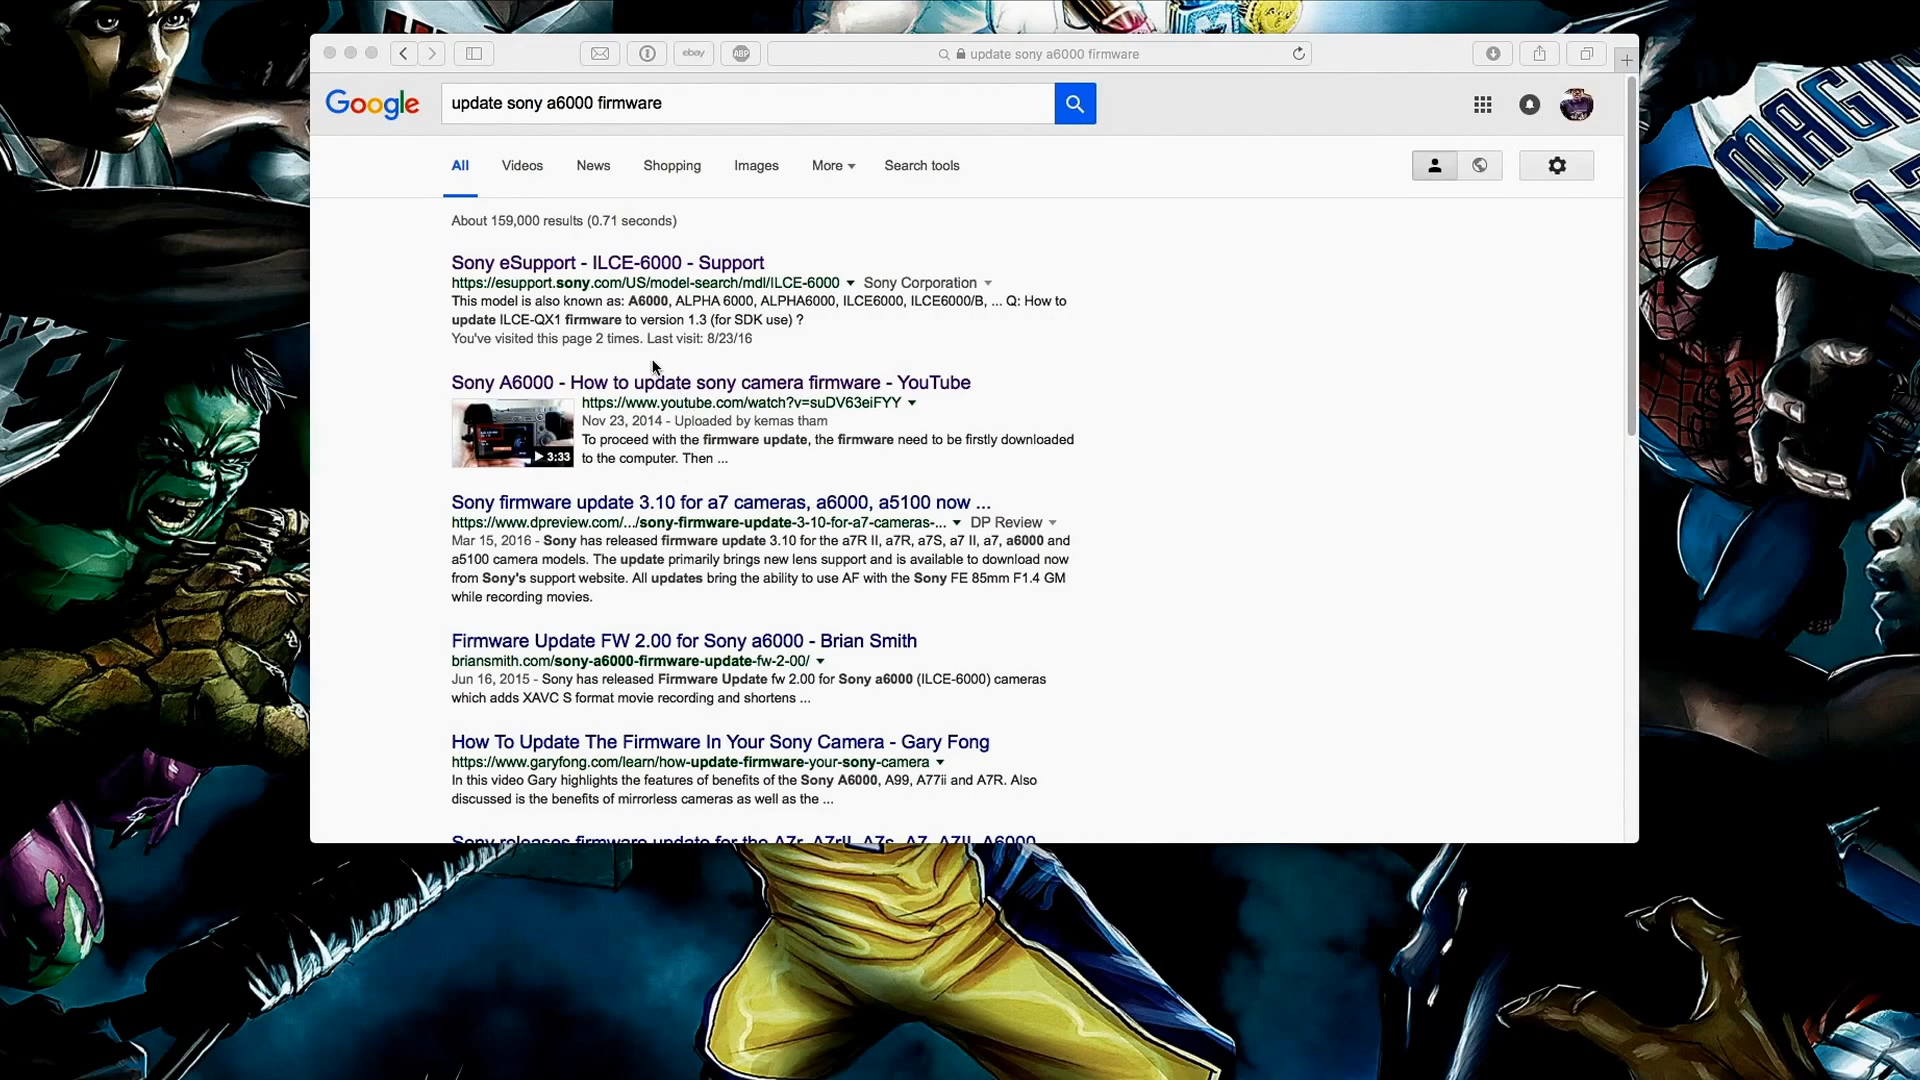 ebay
ABP
update sony a6000 firmware
Google
update sony a6000 firmware
All
Videos
News
Shopping
Images
More
Search tools
About 159,000 results (0.71 seconds)
Sony eSupport - ILCE-6000 - Support
https://esupport.sony.com/US/model-search/mdl/ILCE-6000
Sony Corporation
This model is also known as: A6000, ALPHA 6000, ALPHA6000, ILCE6000, ILCE6000/B, ... Q: How to
update ILCE-QX1 firmware to version 1.3 (for SDK use) ?
You've visited this page 2 times. Last visit: 8/23/16
Sony A6000 - How to update sony camera firmware - YouTube
https://www.youtube.com/watch?v=suDV63eiFYY
Nov 23, 2014 - Uploaded by kemas tham
To proceed with the firmware update, the firmware need to be firstly downloaded
to the computer. Then ...
3:33
Sony firmware update 3.10 for a7 cameras, a6000, a5100 now ...
https://www.dpreview.com/.../sony-firmware-update-3-10-for-a7-cameras-...
DP Review
Mar 15, 2016 - Sony has released firmware update 3.10 for the a7R II, a7R, a7S, a7 II, a7, a6000 and
a5100 camera models. The update primarily brings new lens support and is available to download now
from Sony's support website. All updates bring the ability to use AF with the Sony FE 85mm F1.4 GM
while recording movies.
Firmware Update FW 2.00 for Sony a6000 - Brian Smith
briansmith.com/sony-a6000-firmware-update-fw-2-00/
Jun 16, 2015 - Sony has released Firmware Update fw 2.00 for Sony a6000 (ILCE-6000) cameras
which adds XAVC S format movie recording and shortens ...
How To Update The Firmware In Your Sony Camera - Gary Fong
https://www.garyfong.com/learn/how-update-firmware-your-sony-camera
In this video Gary highlights the features of benefits of the Sony A6000, A99, A77ii and A7R. Also
discussed is the benefits of mirrorless cameras as well as the ...
Sony releases firmware update for the A7r, A7rII, A7s, A7, A7II, A6000
MAGIC